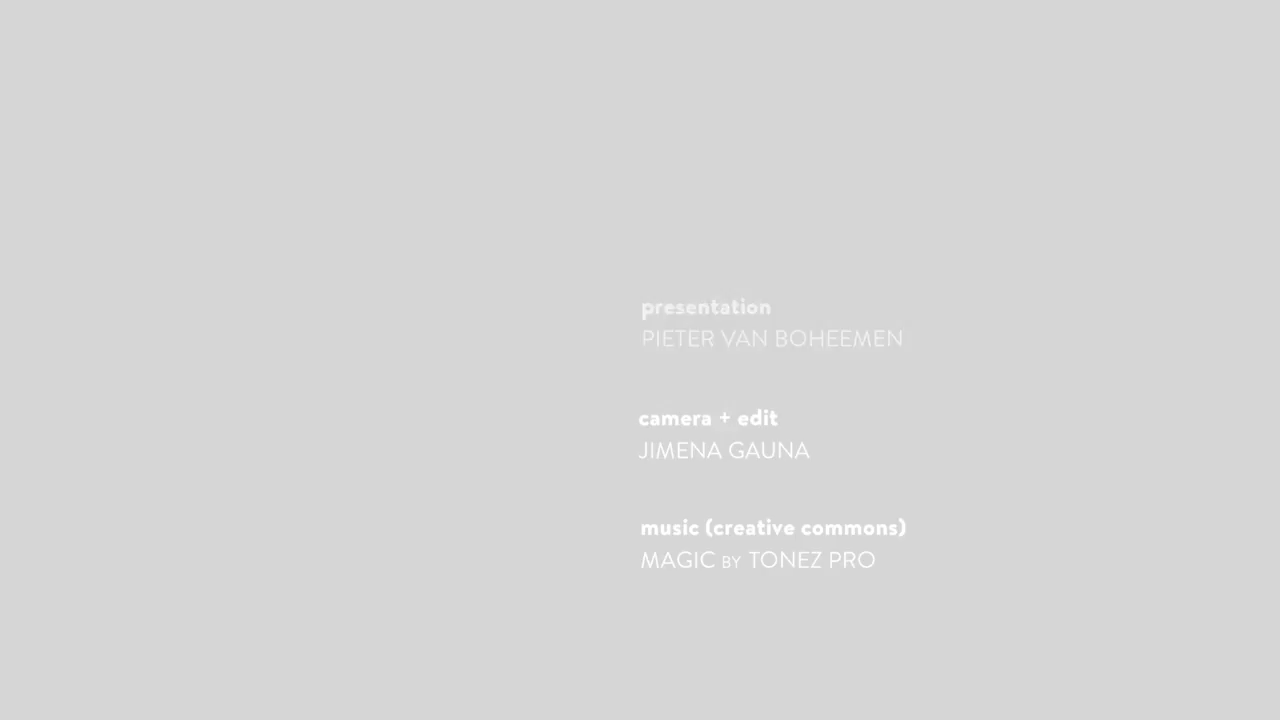 presentation
PIETER VAN BOHEEMEN
camera + edit
JIMENA GAUNA
music (creative commons)
MAGIC BY TONEZ PRO